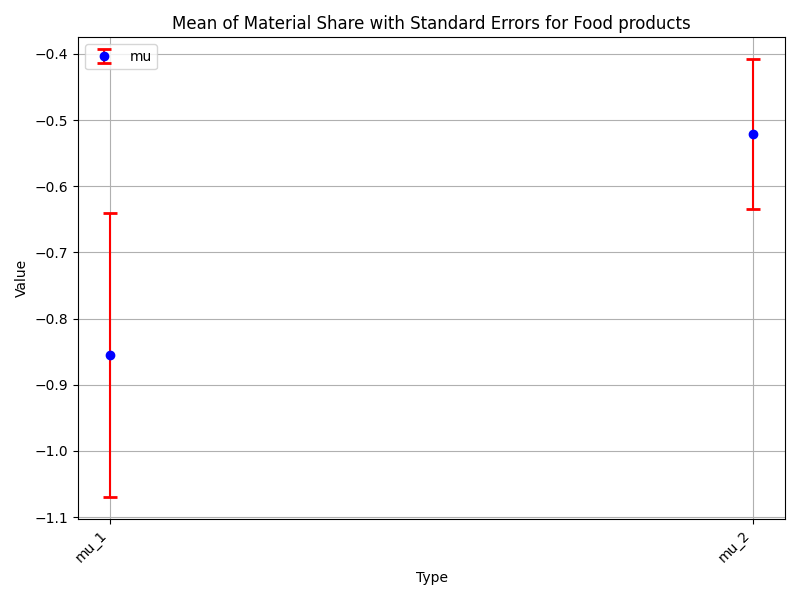 Mean of Material Share with Standard Errors for Food products
mu
−0.4
−0.5
−0.6
−0.7
−0.8
−0.9
−1.0
−1.1
Value
mu_1
mu_2
Type